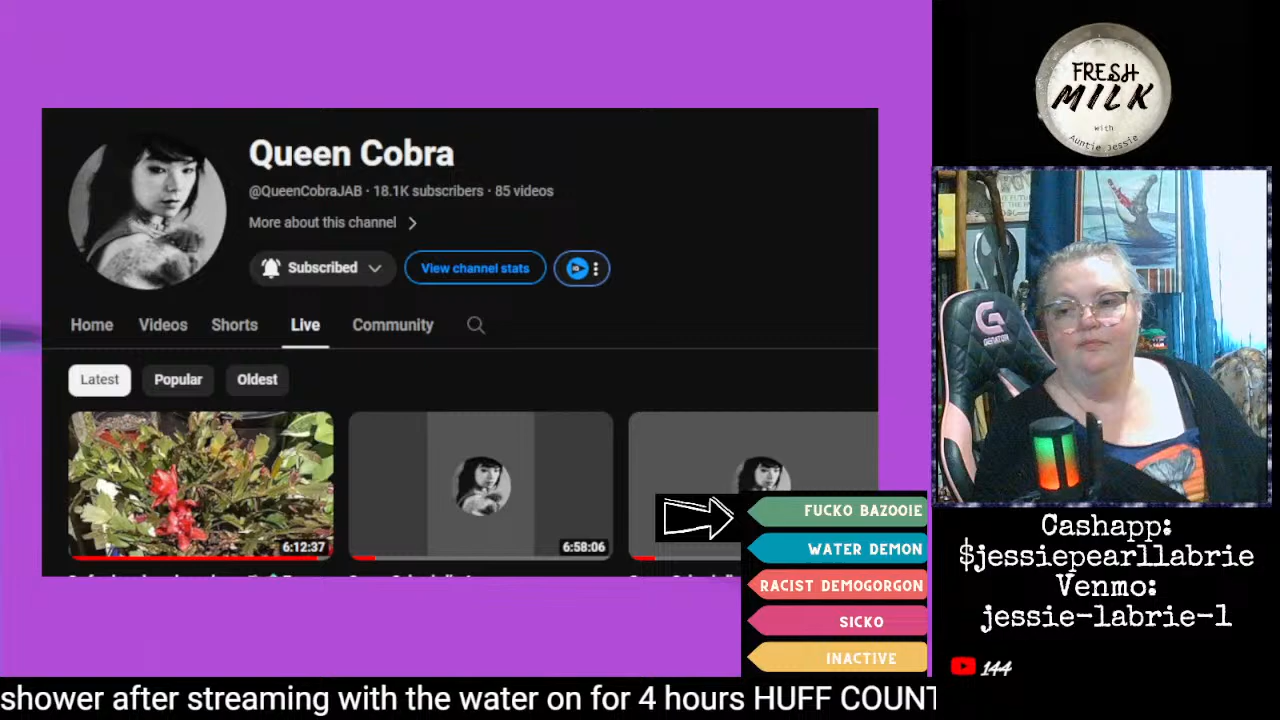 Queen Cobra
@QueenCobraJAB · 18.1K subscribers · 85 videos
More about this channel
Subscribed
View channel stats
Home
Videos
Shorts
Live
Community
Latest
Popular
Oldest
6:12:37
6:58:06
FUCKO BAZOOIE
WATER DEMON
RACIST DEMOGORGON
SICKO
INACTIVE
shower after streaming with the water on for 4 hours HUFF COUNT
FRESH
MILK
with
Auntie Jessie
G
Cashapp:
$jessiepearllabrie
Venmo:
jessie-labrie-1
144